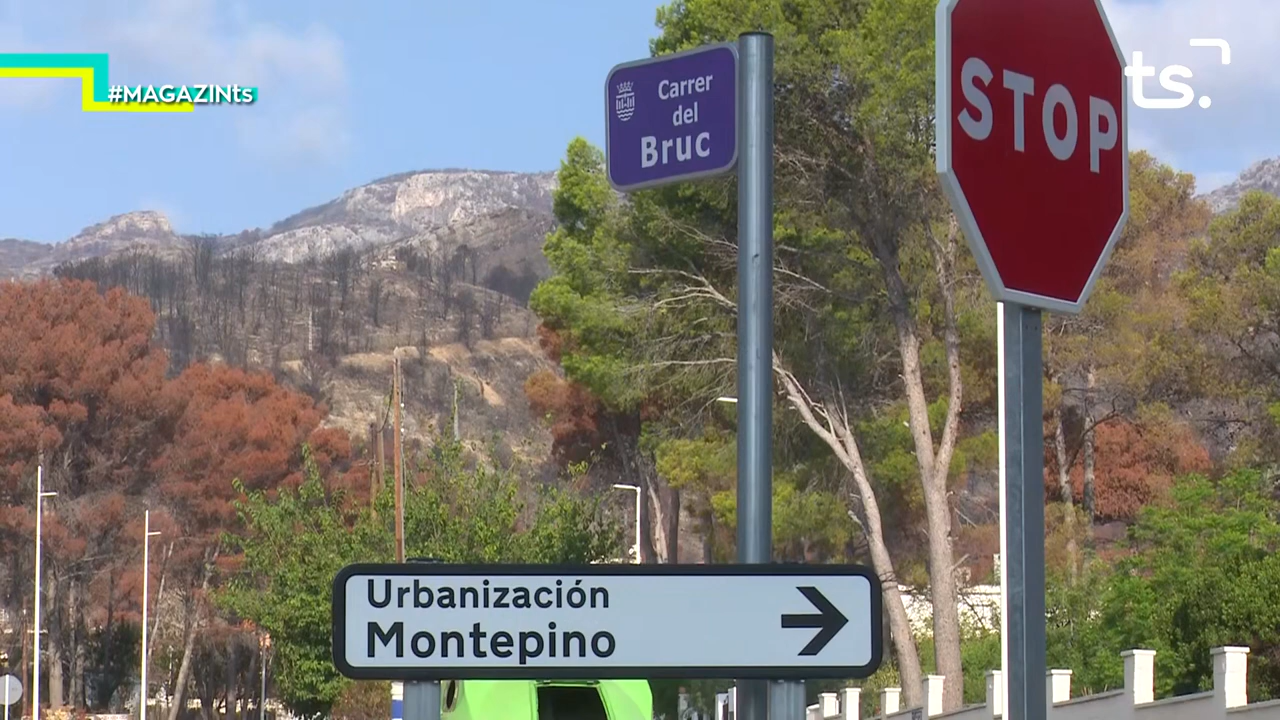 #MAGAZINts
ts.
Carrer
del
Bruc
STOP
Urbanización
Montepino